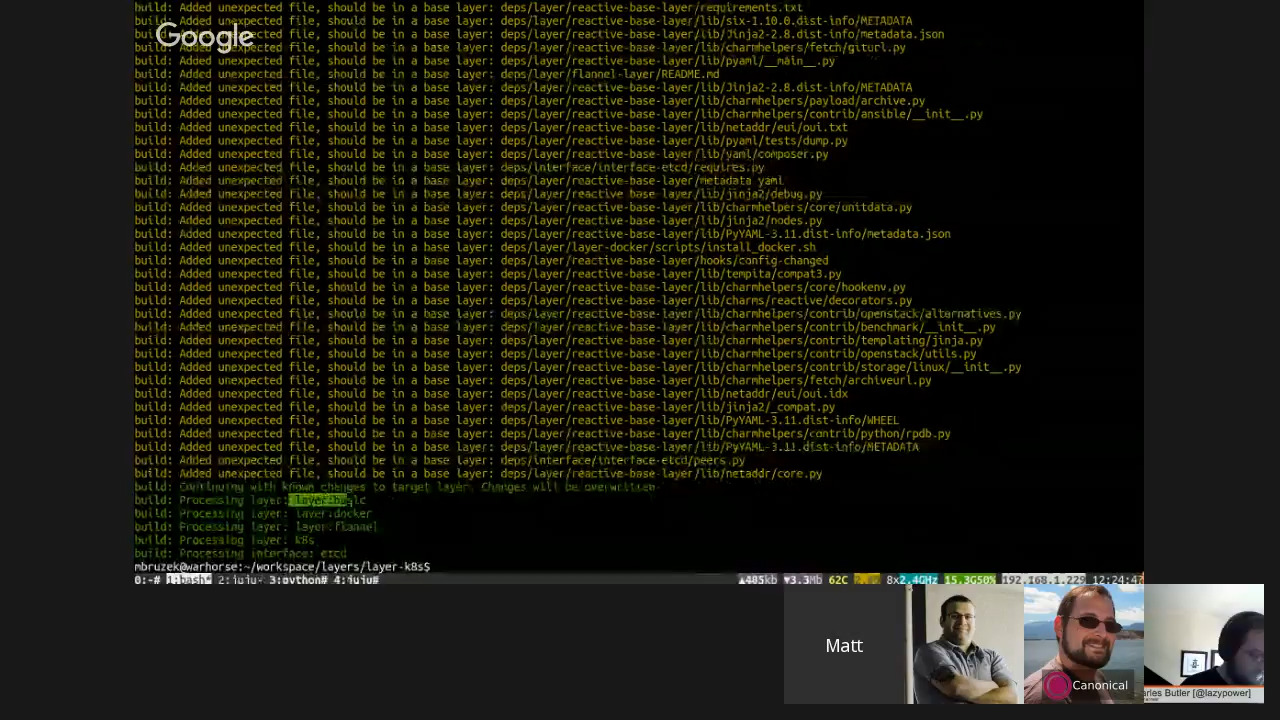 build: Added unexpected file, should be in a base layer: deps/layer/reactive-base-layer/requirements.txt
build: Added unexpected file, should be in a base layer: deps/layer/reactive-base-layer/lib/six-1.10.0.dist-info/METADATA
build: Added unexpected file, should be in a base layer: deps/layer/reactive-base-layer/lib/Jinja2-2.8.dist-info/metadata.json
Google
build: Added unexpected file, should be in a base layer: deps/layer/reactive-base-layer/lib/charmhelpers/fetch/giturl.py
build: Added unexpected file, should be in a base layer: deps/layer/reactive-base-layer/lib/pyaml/__main__.py
build: Added unexpected file, should be in a base layer: deps/layer/flannel-layer/README.md
build: Added unexpected file, should be in a base layer: deps/layer/reactive-base-layer/lib/Jinja2-2.8.dist-info/METADATA
build: Added unexpected file, should be in a base layer: deps/layer/reactive-base-layer/lib/charmhelpers/payload/archive.py
build: Added unexpected file, should be in a base layer: deps/layer/reactive-base-layer/lib/charmhelpers/contrib/ansible/__init__.py
build: Added unexpected file, should be in a base layer: deps/layer/reactive-base-layer/lib/netaddr/eui/oui.txt
build: Added unexpected file, should be in a base layer: deps/layer/reactive-base-layer/lib/pyaml/tests/dump.py
build: Added unexpected file, should be in a base layer: deps/layer/reactive-base-layer/lib/yaml/composer.py
build: Added unexpected file, should be in a base layer: deps/interface/interface-etcd/requires.py
build: Added unexpected file, should be in a base layer: deps/layer/reactive-base-layer/metadata.yaml
build: Added unexpected file, should be in a base layer: deps/layer/reactive-base-layer/lib/jinja2/debug.py
build: Added unexpected file, should be in a base layer: deps/layer/reactive-base-layer/lib/charmhelpers/core/unitdata.py
build: Added unexpected file, should be in a base layer: deps/layer/reactive-base-layer/lib/jinja2/nodes.py
build: Added unexpected file, should be in a base layer: deps/layer/reactive-base-layer/lib/PyYAML-3.11.dist-info/metadata.json
build: Added unexpected file, should be in a base layer: deps/layer/layer-docker/scripts/install_docker.sh
build: Added unexpected file, should be in a base layer: deps/layer/reactive-base-layer/hooks/config-changed
build: Added unexpected file, should be in a base layer: deps/layer/reactive-base-layer/lib/tempita/compat3.py
build: Added unexpected file, should be in a base layer: deps/layer/reactive-base-layer/lib/charmhelpers/core/hookenv.py
build: Added unexpected file, should be in a base layer: deps/layer/reactive-base-layer/lib/charms/reactive/decorators.py
build: Added unexpected file, should be in a base layer: deps/layer/reactive-base-layer/lib/charmhelpers/contrib/openstack/alternatives.py
build: Added unexpected file, should be in a base layer: deps/layer/reactive-base-layer/lib/charmhelpers/contrib/benchmark/__init__.py
build: Added unexpected file, should be in a base layer: deps/layer/reactive-base-layer/lib/charmhelpers/contrib/templating/jinja.py
build: Added unexpected file, should be in a base layer: deps/layer/reactive-base-layer/lib/charmhelpers/contrib/openstack/utils.py
build: Added unexpected file, should be in a base layer: deps/layer/reactive-base-layer/lib/charmhelpers/contrib/storage/linux/__init__.py
build: Added unexpected file, should be in a base layer: deps/layer/reactive-base-layer/lib/charmhelpers/fetch/archiveurl.py
build: Added unexpected file, should be in a base layer: deps/layer/reactive-base-layer/lib/netaddr/eui/oui.idx
build: Added unexpected file, should be in a base layer: deps/layer/reactive-base-layer/lib/jinja2/_compat.py
build: Added unexpected file, should be in a base layer: deps/layer/reactive-base-layer/lib/PyYAML-3.11.dist-info/WHEEL
build: Added unexpected file, should be in a base layer: deps/layer/reactive-base-layer/lib/charmhelpers/contrib/python/rpdb.py
build: Added unexpected file, should be in a base layer: deps/layer/reactive-base-layer/lib/PyYAML-3.11.dist-info/METADATA
build: Added unexpected file, should be in a base layer: deps/interface/interface-etcd/peers.py
build: Added unexpected file, should be in a base layer: deps/layer/reactive-base-layer/lib/netaddr/core.py
build: Continuing with known changes to target layer. Changes will be overwritten
build: Processing layer: layer:basic
build: Processing layer: layer:docker
build: Processing layer: layer:flannel
build: Processing layer: k8s
build: Processing interface: etcd
mbruzek@warhorse:~/workspace/layers/layer-k8s$
0:-# 1:bash* 2:juju- 3:python# 4:juju# ▲485kb ▼3.3Mb 62C 8x2.4GHz 15.3G50% 192.168.1.229 12:24:4
Matt
Canonical
arles Butler [@lazypower]